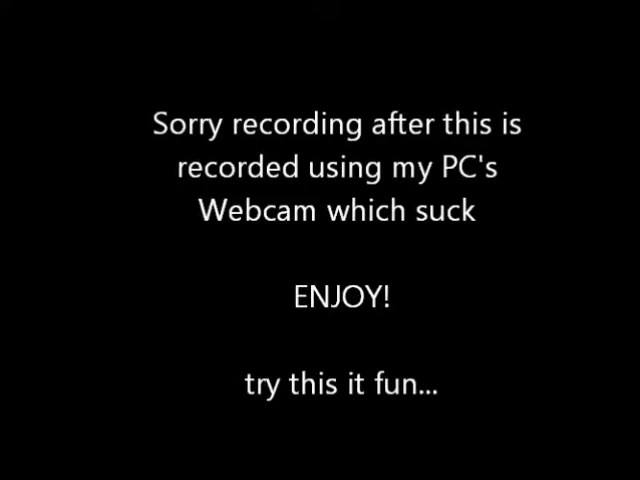 Sorry recording after this is
recorded using my PC's
Webcam which suck
ENJOY!
try this it fun...